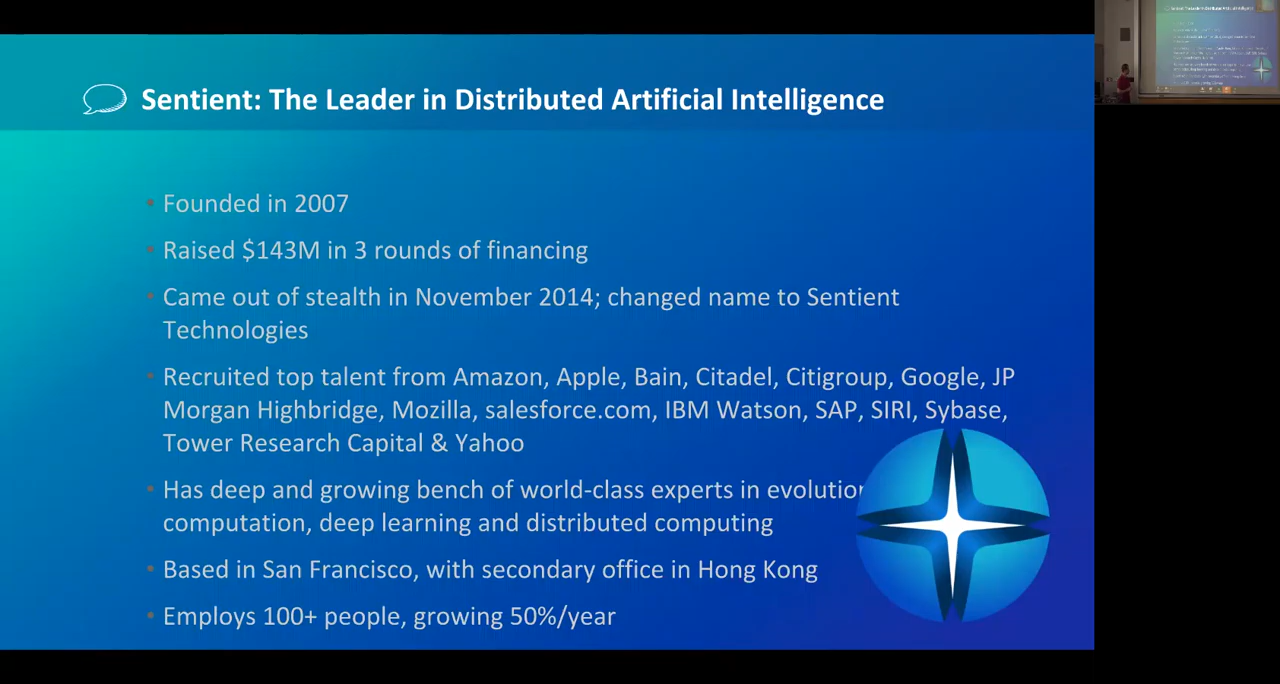 Sentient: The Leader in Distributed Artificial Intelligence
• Founded in 2007
• Raised $143M in 3 rounds of financing
• Came out of stealth in November 2014; changed name to Sentient
Technologies
• Recruited top talent from Amazon, Apple, Bain, Citadel, Citigroup, Google, JP
Morgan Highbridge, Mozilla, salesforce.com, IBM Watson, SAP, SIRI, Sybase,
Tower Research Capital & Yahoo
• Has deep and growing bench of world-class experts in
computation, deep learning and distributed computing
• Based in San Francisco, with secondary office in Hong Kong
• Employs 100+ people, growing 50%/year